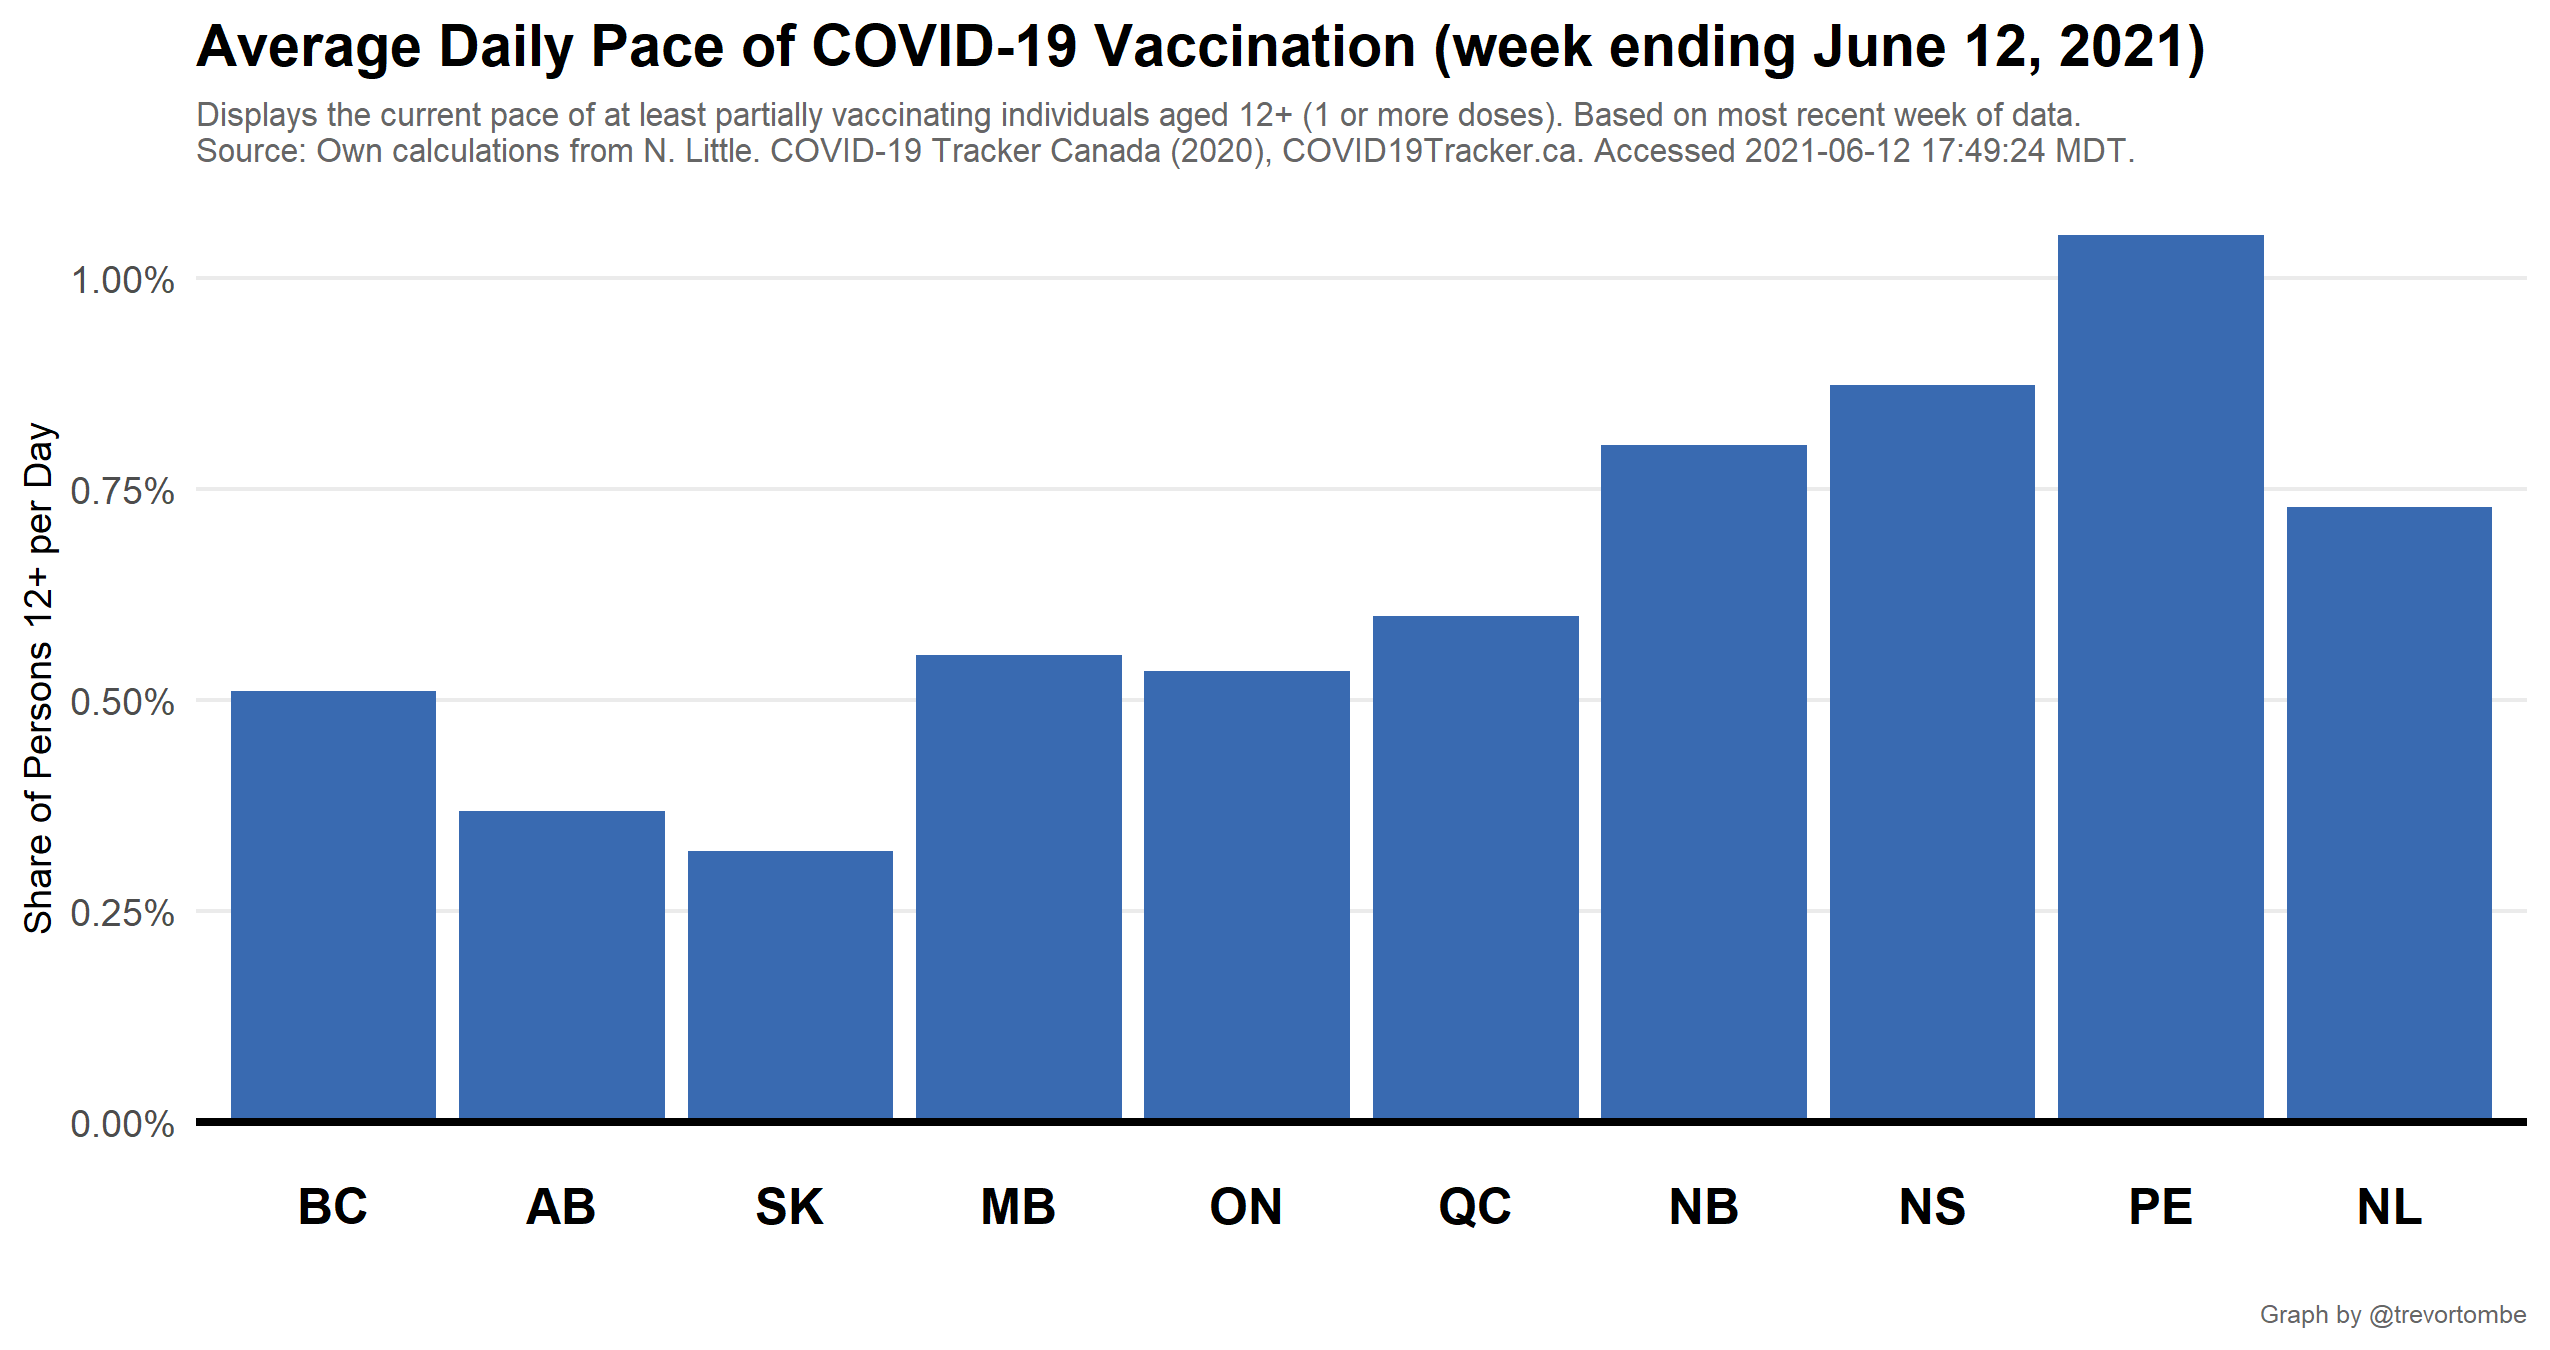 Average Daily Pace of COVID-19 Vaccination (week ending June 12, 2021)
Displays the current pace of at least partially vaccinating individuals aged 12+ (1 or more doses). Based on most recent week of data.
Source: Own calculations from N. Little. COVID-19 Tracker Canada (2020), COVID19Tracker.ca. Accessed 2021-06-12 17:49:24 MDT.
Share of Persons 12+ per Day
1.00%
0.75%
0.50%
0.25%
0.00%
BC AB SK MB ON QC NB NS PE NL
Graph by @trevortombe